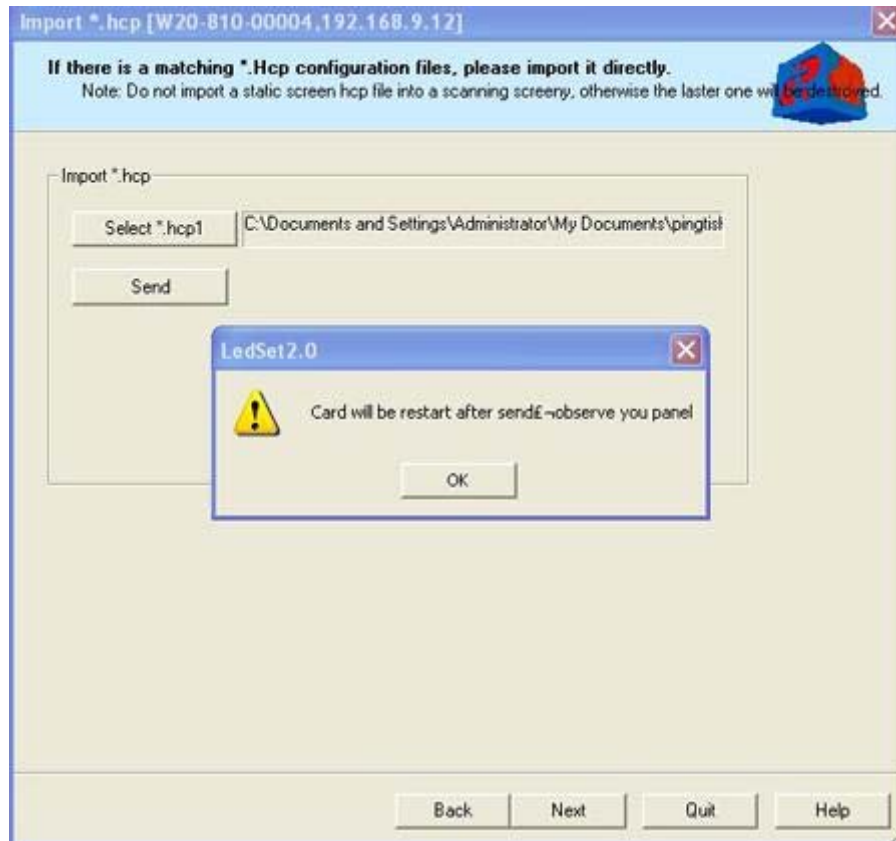 Import *.hcp [W20-810-00004,192.168.9.12]
If there is a matching *.Hcp configuration files, please import it directly.
Note: Do not import a static screen hcp file into a scanning screeny, otherwise the laster one will be destroyed.
Import *.hcp
Select *.hcp1 C:\Documents and Settings\Administrator\My Documents\pingtisł
Send
LedSet2.0
Card will be restart after send£¬observe you panel
OK
Back Next Quit Help